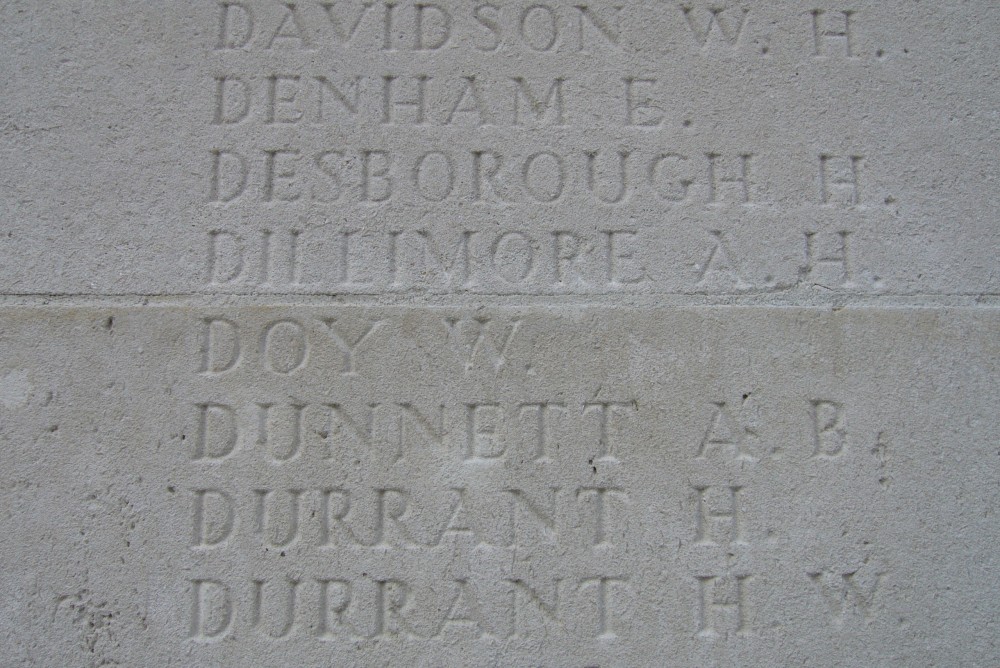 DAVIDSON W. H.
DENHAM E.
DESBOROUGH H.
DILLIMORE A. H.
DOY W.
DUNNETT A. B.
DURRANT H.
DURRANT H. W.